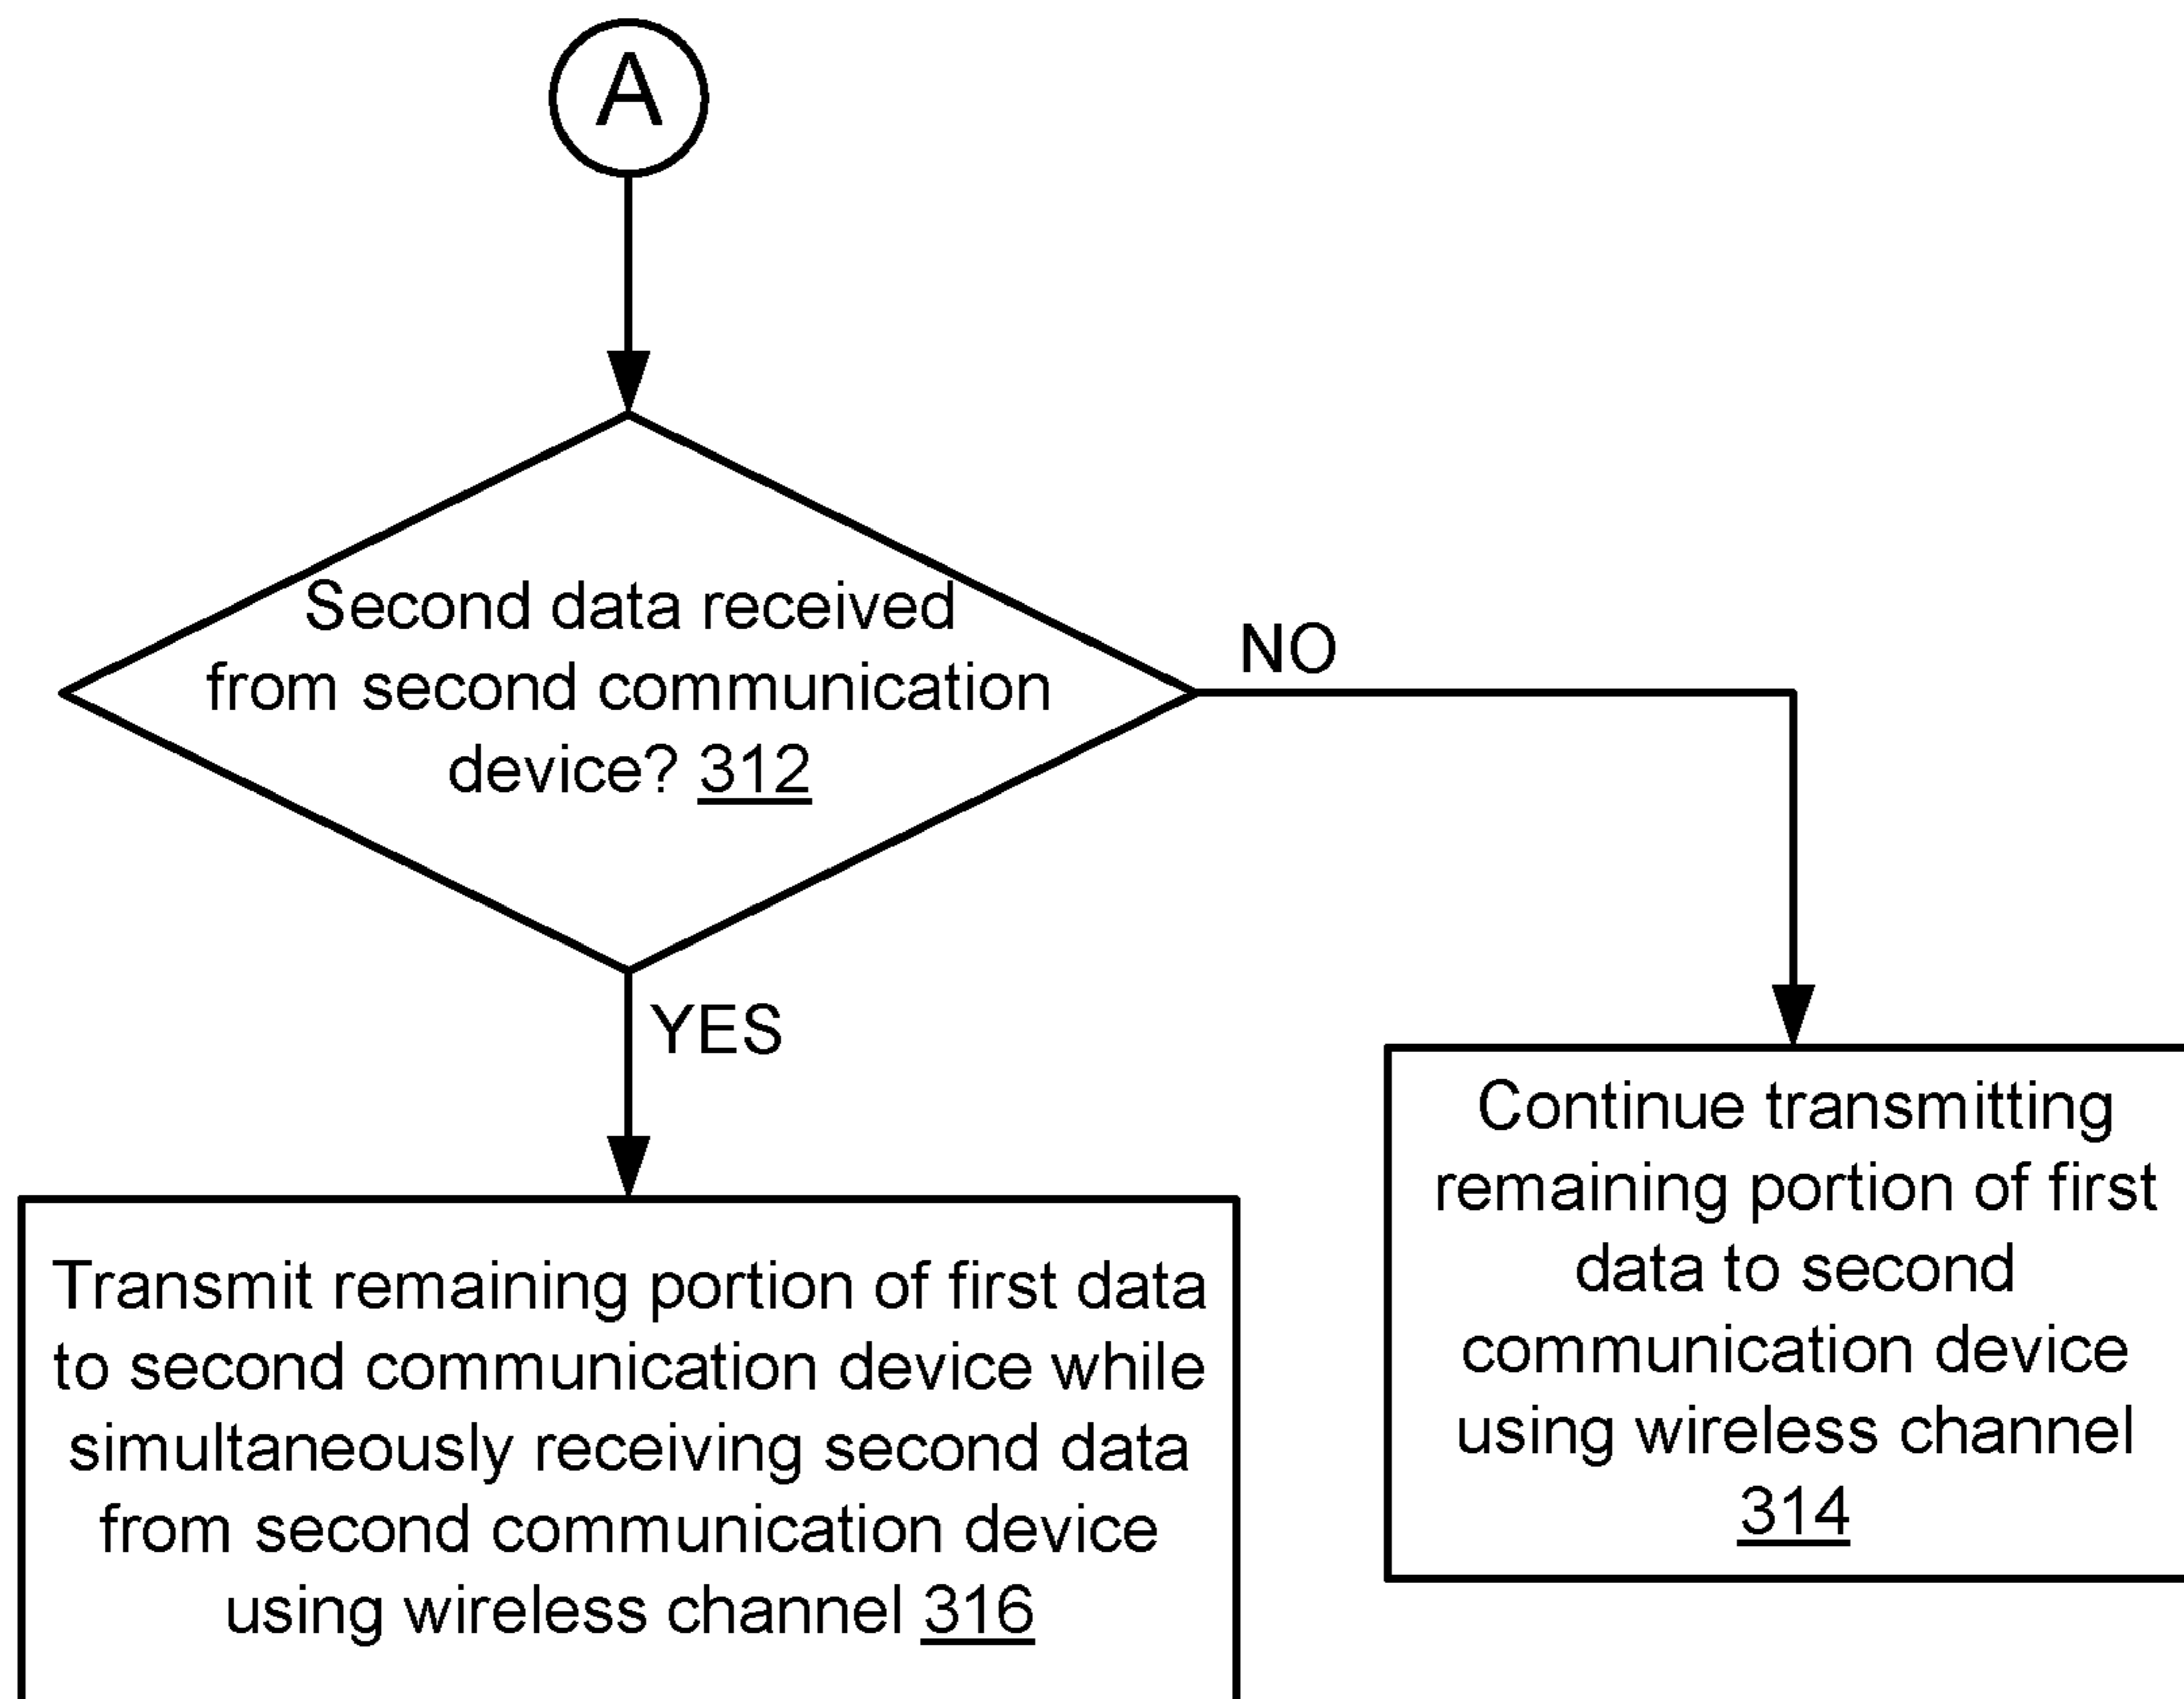 A
Second data received
from second communication
device? 312
NO
YES
Transmit remaining portion of first data
to second communication device while
simultaneously receiving second data
from second communication device
using wireless channel 316
Continue transmitting
remaining portion of first
data to second
communication device
using wireless channel
314